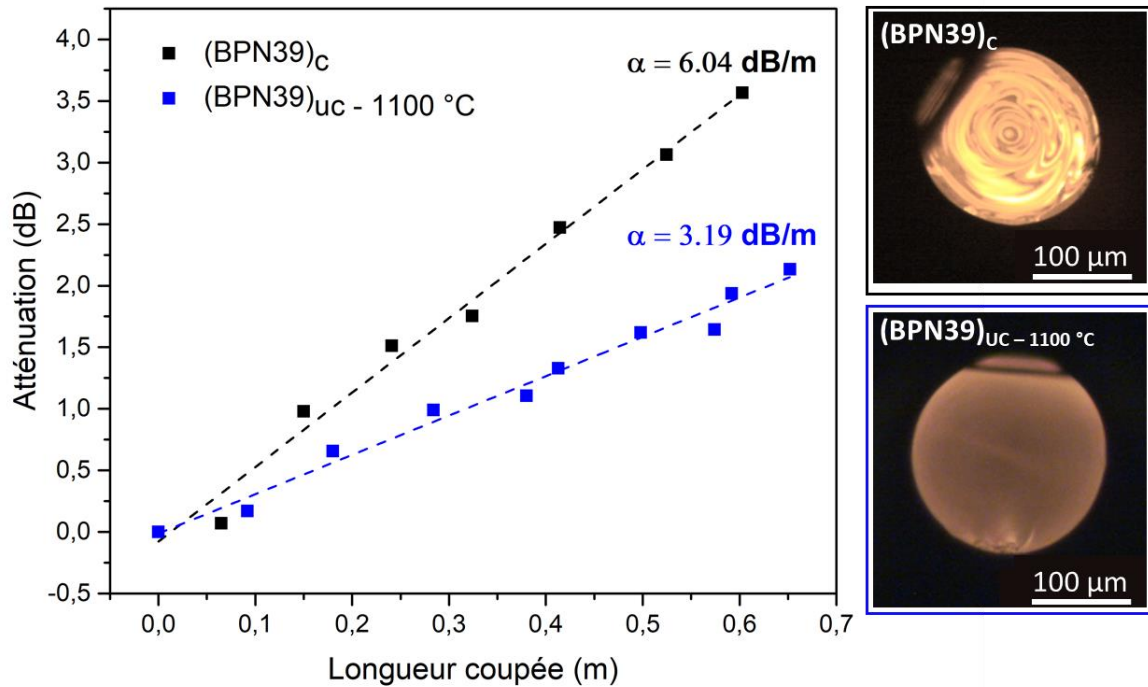 4,0
3,5
3,0
2,5
2,0
1,5
1,0
0,5
0,0
-0,5
Atténuation (dB)
(BPN39)C
(BPN39)UC - 1100 °C
α = 6.04 dB/m
α = 3.19 dB/m
0,0 0,1 0,2 0,3 0,4 0,5 0,6 0,7
Longueur coupée (m)
(BPN39)C
100 µm
(BPN39)UC – 1100 °C
100 µm